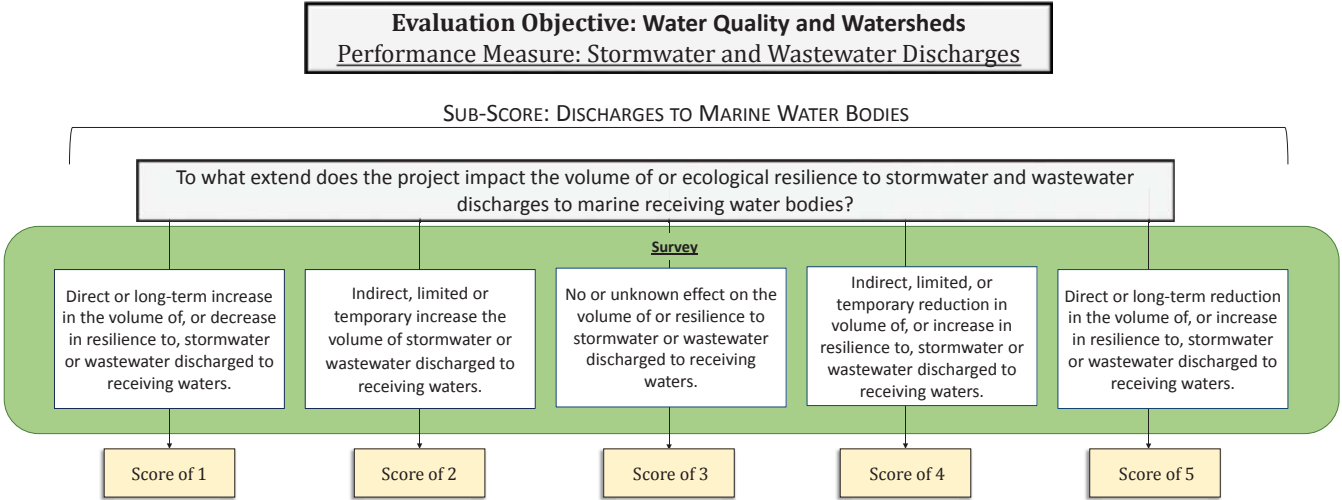 Evaluation Objective: Water Quality and Watersheds
Performance Measure: Stormwater and Wastewater Discharges
SUB-SCORE: DISCHARGES TO MARINE WATER BODIES
To what extend does the project impact the volume of or ecological resilience to stormwater and wastewater
discharges to marine receiving water bodies?
Survey
Direct or long-term increase
in the volume of, or decrease
in resilience to, stormwater
or wastewater discharged to
receiving waters.
Indirect, limited or
temporary increase the
volume of stormwater or
wastewater discharged to
receiving waters.
No or unknown effect on the
volume of or resilience to
stormwater or wastewater
discharged to receiving
waters.
Indirect, limited, or
temporary reduction in
volume of, or increase in
resilience to, stormwater or
wastewater discharged to
receiving waters.
Direct or long-term reduction
in the volume of, or increase
in resilience to, stormwater
or wastewater discharged to
receiving waters.
Score of 1
Score of 2
Score of 3
Score of 4
Score of 5